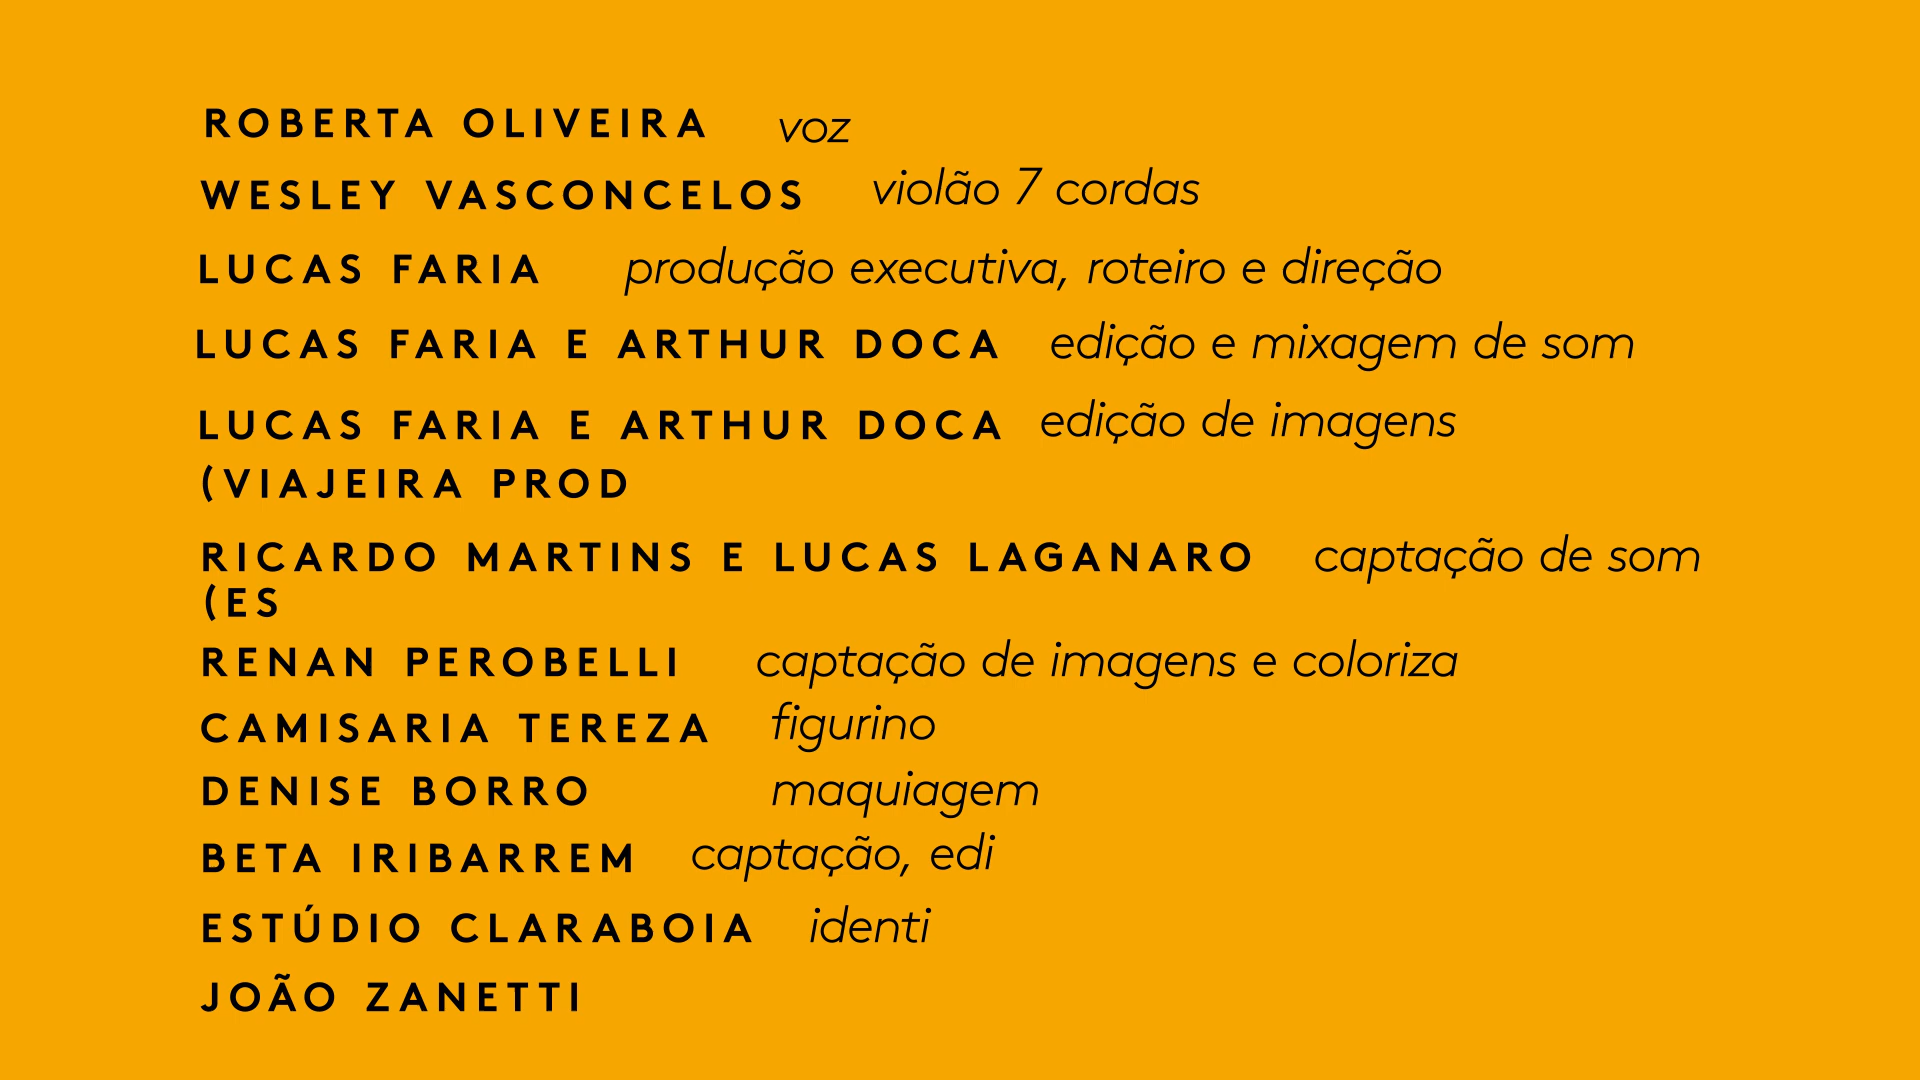 ROBERTA OLIVEIRA voz
WESLEY VASCONCELOS violão 7 cordas
LUCAS FARIA produção executiva, roteiro e direção
LUCAS FARIA E ARTHUR DOCA edição e mixagem de som
LUCAS FARIA E ARTHUR DOCA edição de imagens
(VIAJEIRA PROD
RICARDO MARTINS E LUCAS LAGANARO captação de som
(ES
RENAN PEROBELLI captação de imagens e coloriza
CAMISARIA TEREZA figurino
DENISE BORRO maquiagem
BETA IRIBARREM captação, edi
ESTÚDIO CLARABOIA identi
JOÃO ZANETTI